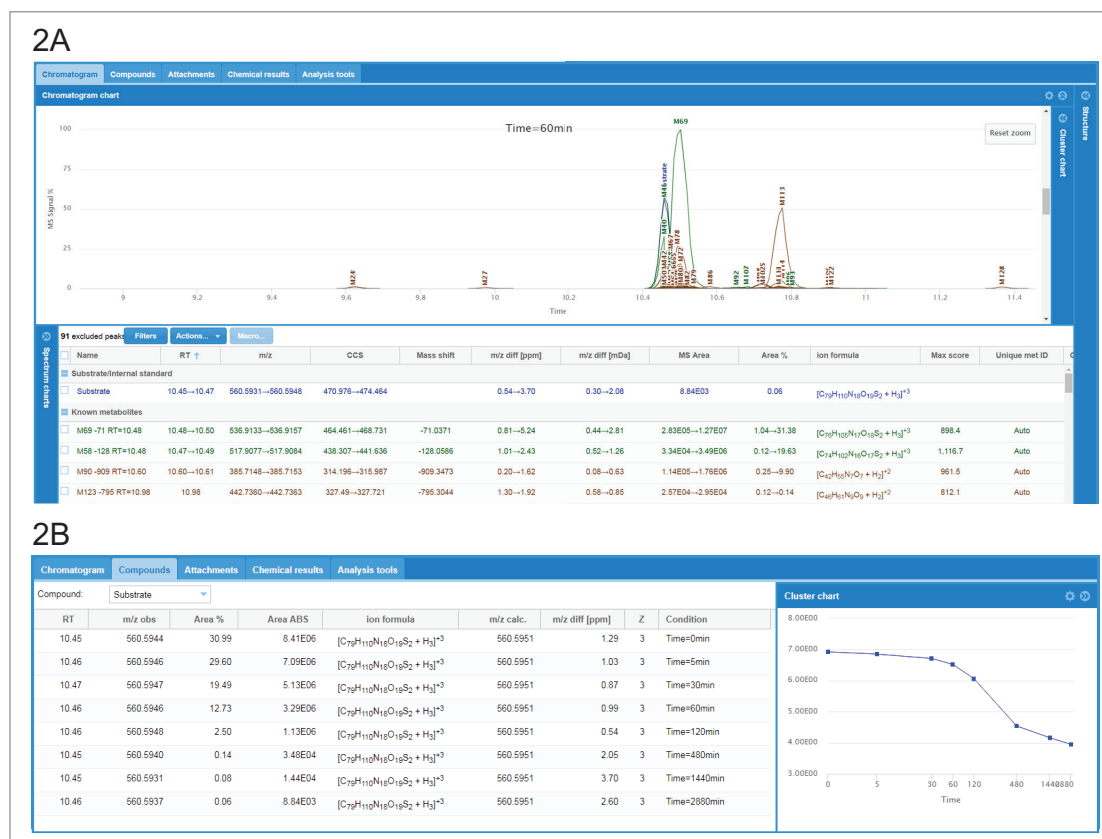 2A
Chromatogram Compounds Attachments Chemical results Analysis tools
Chromatogram chart
Time=60min
Reset zoom
Structure
Cluster chart
MS Signal %
100
75
50
25
0
M69
M46
strate
M40
M113
M24
M27
M42
M67
M78
M72
M79
M86
M92
M107
M93
M122
M128
9 9.2 9.4 9.6 9.8 10 10.2 10.4 10.6 10.8 11 11.2 11.4
Time
Spectrum charts
91 excluded peaks Filters Actions... Macro...
Name RT ↑ m/z CCS Mass shift m/z diff [ppm] m/z diff [mDa] MS Area Area % ion formula Max score Unique met ID
Substrate/Internal standard
Substrate 10.45→10.47 560.5931→560.5948 470.976→474.464 0.54→3.70 0.30→2.08 8.84E03 0.06 [C79H110N18O19S2 + H3]+3
Known metabolites
M69 -71 RT=10.48 10.48→10.50 536.9133→536.9157 464.461→468.731 -71.0371 0.81→5.24 0.44→2.81 2.83E05→1.27E07 1.04→31.38 [C76H105N17O18S2 + H3]+3 898.4 Auto
M58 -128 RT=10.48 10.47→10.49 517.9077→517.9084 438.307→441.636 -128.0586 1.01→2.43 0.52→1.26 3.34E04→3.49E06 0.12→19.63 [C74H102N16O17S2 + H3]+3 1,116.7 Auto
M90 -909 RT=10.60 10.60→10.61 385.7148→385.7153 314.196→315.987 -909.3473 0.20→1.62 0.08→0.63 1.14E05→1.76E06 0.25→9.90 [C42H55N7O7 + H2]+2 961.5 Auto
M123 -795 RT=10.98 10.98 442.7360→442.7363 327.49→327.721 -795.3044 1.30→1.92 0.58→0.85 2.57E04→2.95E04 0.12→0.14 [C46H61N9O9 + H2]+2 812.1 Auto
2B
Chromatogram Compounds Attachments Chemical results Analysis tools
Compound: Substrate
RT m/z obs Area % Area ABS ion formula m/z calc. m/z diff [ppm] Z Condition
10.45 560.5944 30.99 8.41E06 [C79H110N18O19S2 + H3]+3 560.5951 1.29 3 Time=0min
10.46 560.5946 29.60 7.09E06 [C79H110N18O19S2 + H3]+3 560.5951 1.03 3 Time=5min
10.47 560.5947 19.49 5.13E06 [C79H110N18O19S2 + H3]+3 560.5951 0.87 3 Time=30min
10.46 560.5946 12.73 3.29E06 [C79H110N18O19S2 + H3]+3 560.5951 0.99 3 Time=60min
10.46 560.5948 2.50 1.13E06 [C79H110N18O19S2 + H3]+3 560.5951 0.54 3 Time=120min
10.45 560.5940 0.14 3.48E04 [C79H110N18O19S2 + H3]+3 560.5951 2.05 3 Time=480min
10.45 560.5931 0.08 1.44E04 [C79H110N18O19S2 + H3]+3 560.5951 3.70 3 Time=1440min
10.46 560.5937 0.06 8.84E03 [C79H110N18O19S2 + H3]+3 560.5951 2.60 3 Time=2880min
Cluster chart
8.00E00
7.00E00
6.00E00
5.00E00
4.00E00
3.00E00
0 5 30 60 120 480 14402880
Time